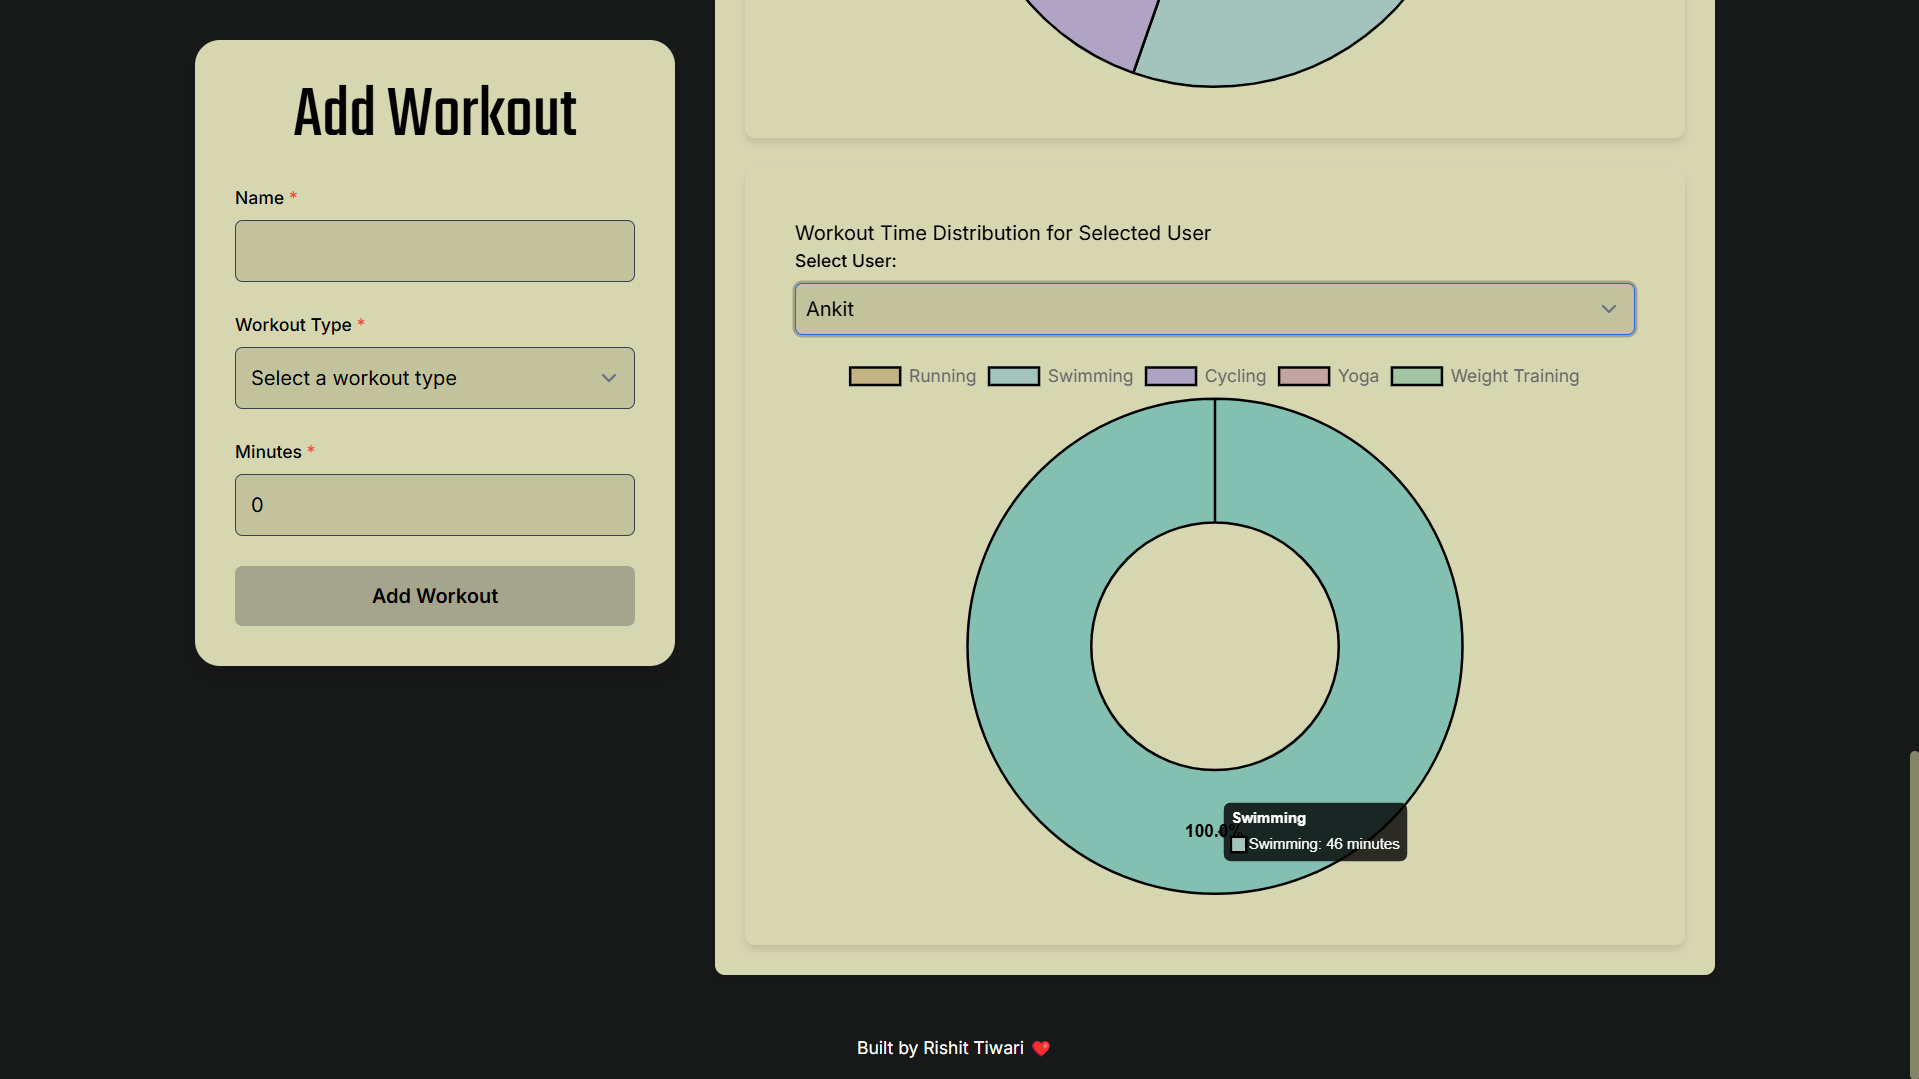 Add Workout
Name *
Workout Type *
Select a workout type
Minutes *
0
Add Workout
Workout Time Distribution for Selected User
Select User:
Ankit
Running Swimming Cycling Yoga Weight Training
100.0%
Swimming
Swimming: 46 minutes
Built by Rishit Tiwari ❤️